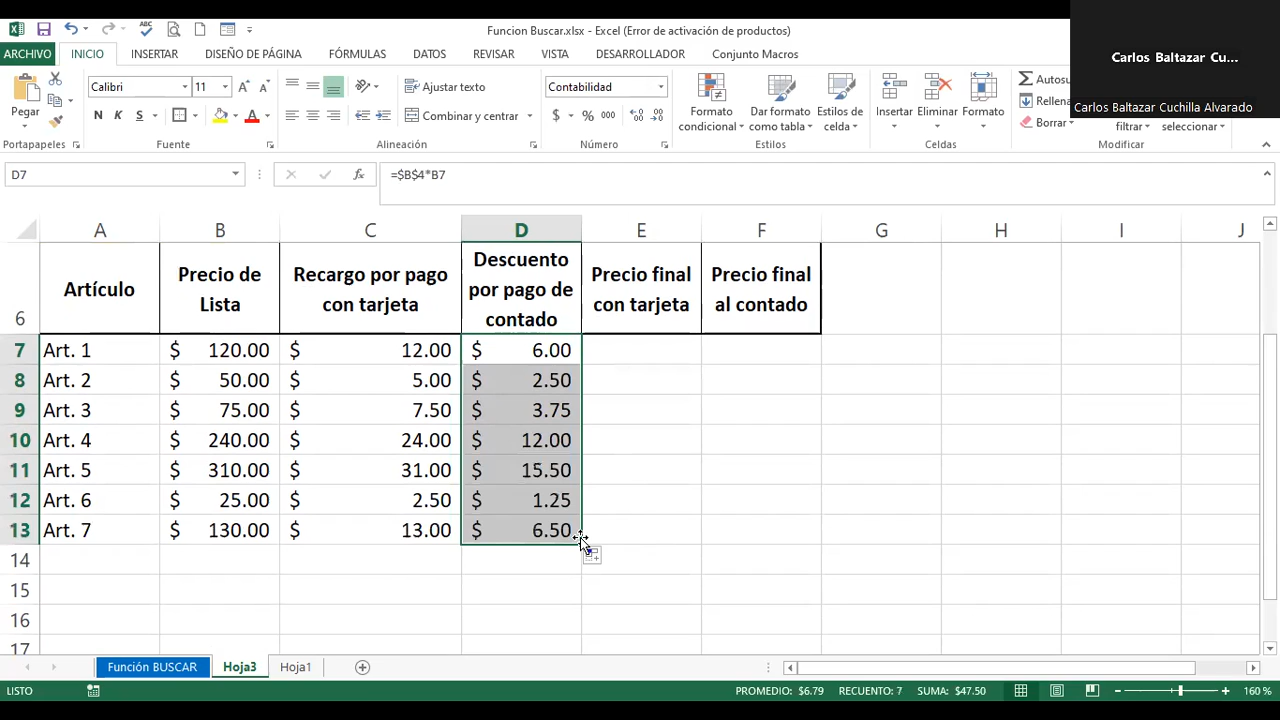 Funcion Buscar.xlsx - Excel (Error de activación de productos)
Carlos Baltazar Cu...
Carlos Baltazar Cuchilla Alvarado
ARCHIVO INICIO INSERTAR DISEÑO DE PÁGINA FÓRMULAS DATOS REVISAR VISTA DESARROLLADOR Conjunto Macros
Pegar
Calibri 11
N K S
Ajustar texto
Combinar y centrar
Contabilidad
$ % 000
Formato condicional
Dar formato como tabla
Estilos de celda
Insertar Eliminar Formato
Autosu
Rellena
Borrar
filtrar seleccionar
Portapapeles Fuente Alineación Número Estilos Celdas Modificar
D7 fx =$B$4*B7
A B C D E F G H I J
6 Artículo Precio de Lista Recargo por pago con tarjeta Descuento por pago de contado Precio final con tarjeta Precio final al contado
7 Art. 1 $ 120.00 $ 12.00 $ 6.00
8 Art. 2 $ 50.00 $ 5.00 $ 2.50
9 Art. 3 $ 75.00 $ 7.50 $ 3.75
10 Art. 4 $ 240.00 $ 24.00 $ 12.00
11 Art. 5 $ 310.00 $ 31.00 $ 15.50
12 Art. 6 $ 25.00 $ 2.50 $ 1.25
13 Art. 7 $ 130.00 $ 13.00 $ 6.50
14
15
16
17
Función BUSCAR Hoja3 Hoja1
LISTO PROMEDIO: $6.79 RECUENTO: 7 SUMA: $47.50 160 %